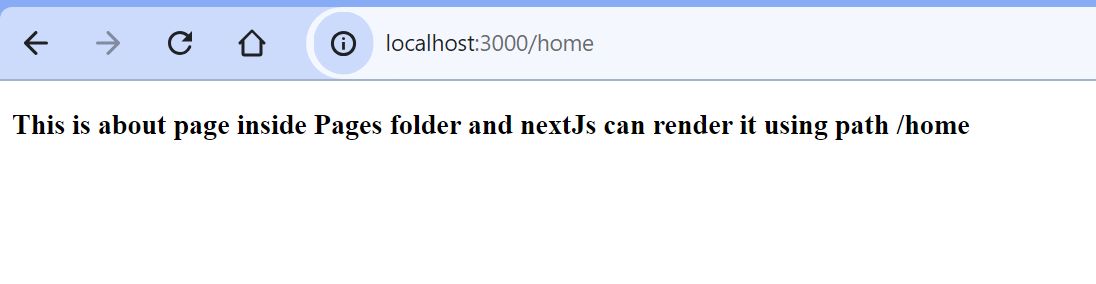 localhost:3000/home
This is about page inside Pages folder and nextJs can render it using path /home